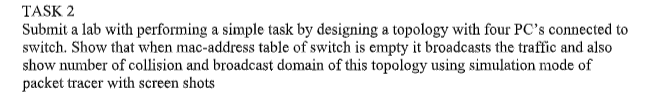 TASK 2
Submit a lab with performing a simple task by designing a topology with four PC's connected to
switch. Show that when mac-address table of switch is empty it broadcasts the traffic and also
show number of collision and broadcast domain of this topology using simulation mode of
packet tracer with screen shots